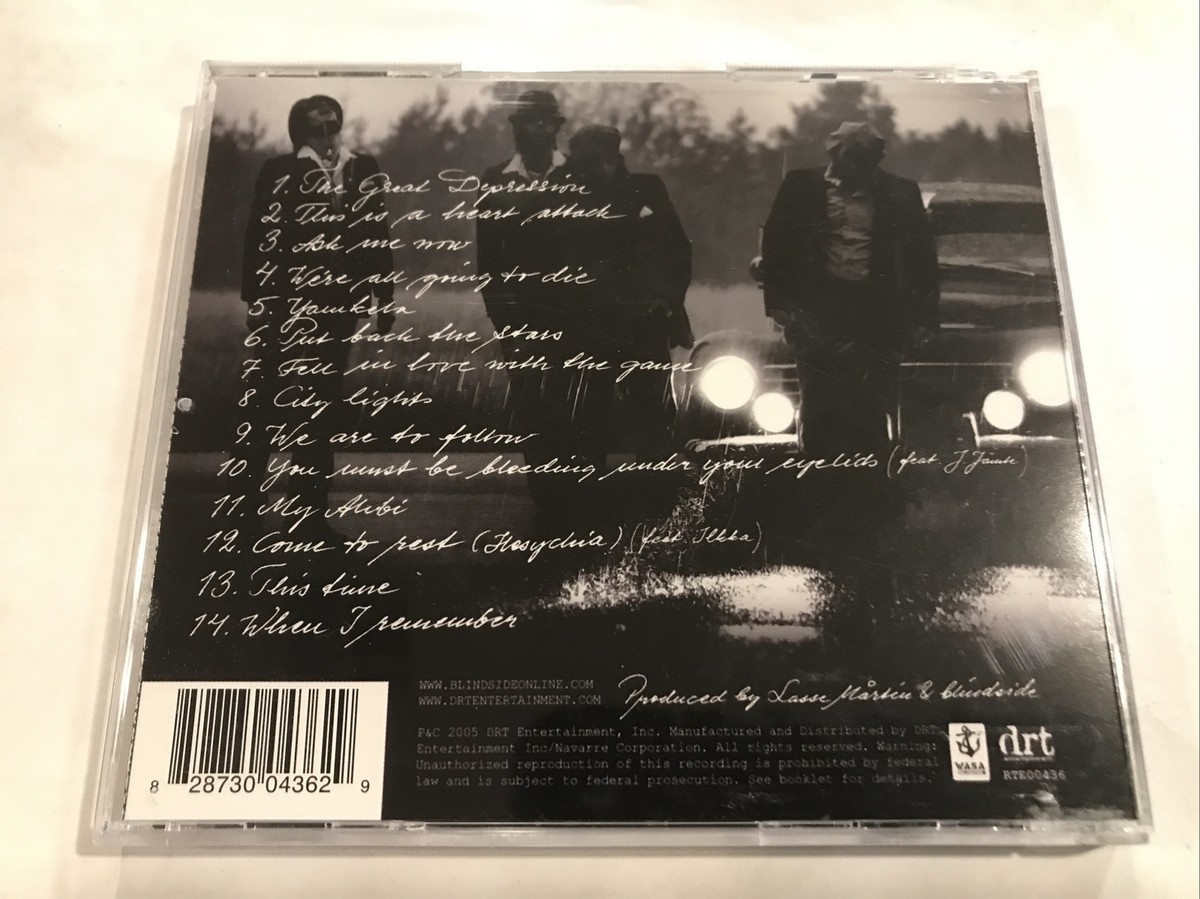 1. The Great Depression
2. This is a heart attack
3. Ask me now
4. We're all going to die
5. Yamkela
6. Put back the stars
7. Fell in love with the game
8. City lights
9. We are to follow
10. You must be bleeding under your eyelids (feat. J Jämte)
11. My Alibi
12. Come to rest (Hesychia) (feat Ilkka)
13. This time
14. When I remember
WWW.BLINDSIDEONLINE.COM
WWW.DRTENTERTAINMENT.COM
Produced by Lasse Mårtén & blindside
P&C 2005 DRT Entertainment, Inc. Manufactured and Distributed by DRT
Entertainment Inc/Navarre Corporation. All rights reserved. Warning:
Unauthorized reproduction of this recording is prohibited by federal
law and is subject to federal prosecution. See booklet for details.
WASA
drt
RTE00436
8 28730 04362 9